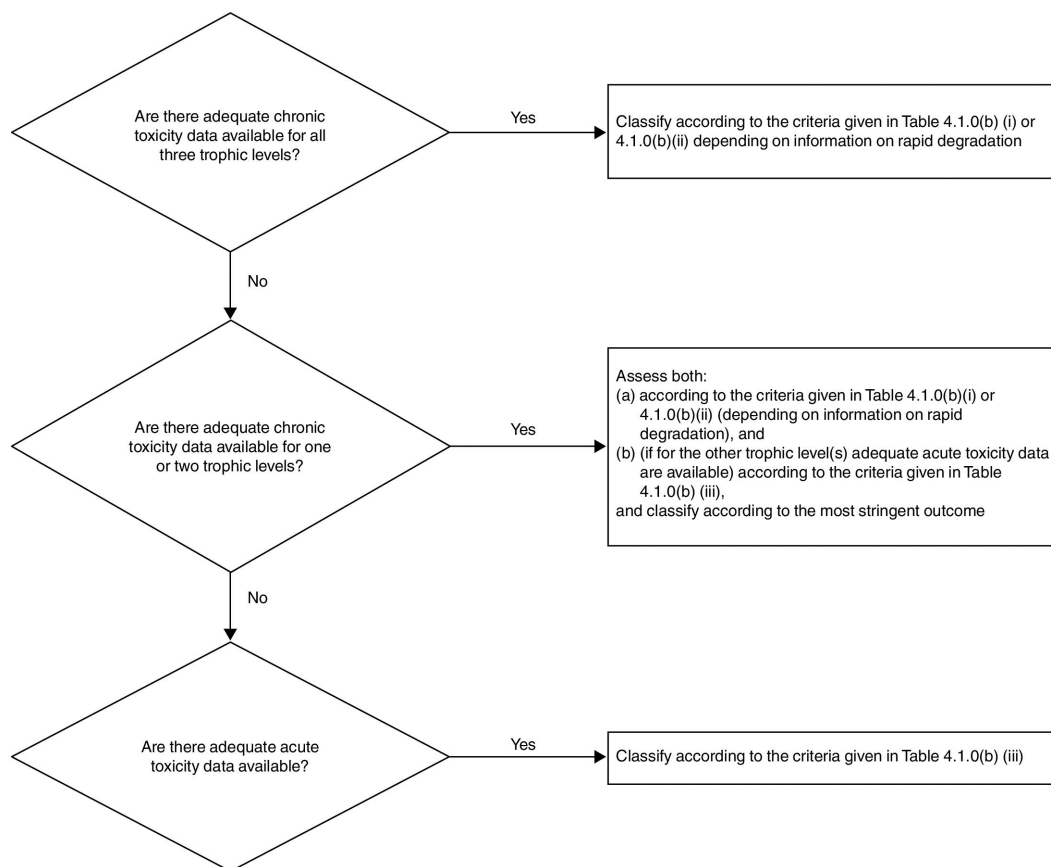 Are there adequate chronic
toxicity data available for all
three trophic levels?
Yes
Classify according to the criteria given in Table 4.1.0(b) (i) or
4.1.0(b)(ii) depending on information on rapid degradation
No
Are there adequate chronic
toxicity data available for one
or two trophic levels?
Yes
Assess both:
(a) according to the criteria given in Table 4.1.0(b)(i) or
4.1.0(b)(ii) (depending on information on rapid
degradation), and
(b) (if for the other trophic level(s) adequate acute toxicity data
are available) according to the criteria given in Table
4.1.0(b) (iii),
and classify according to the most stringent outcome
No
Are there adequate acute
toxicity data available?
Yes
Classify according to the criteria given in Table 4.1.0(b) (iii)